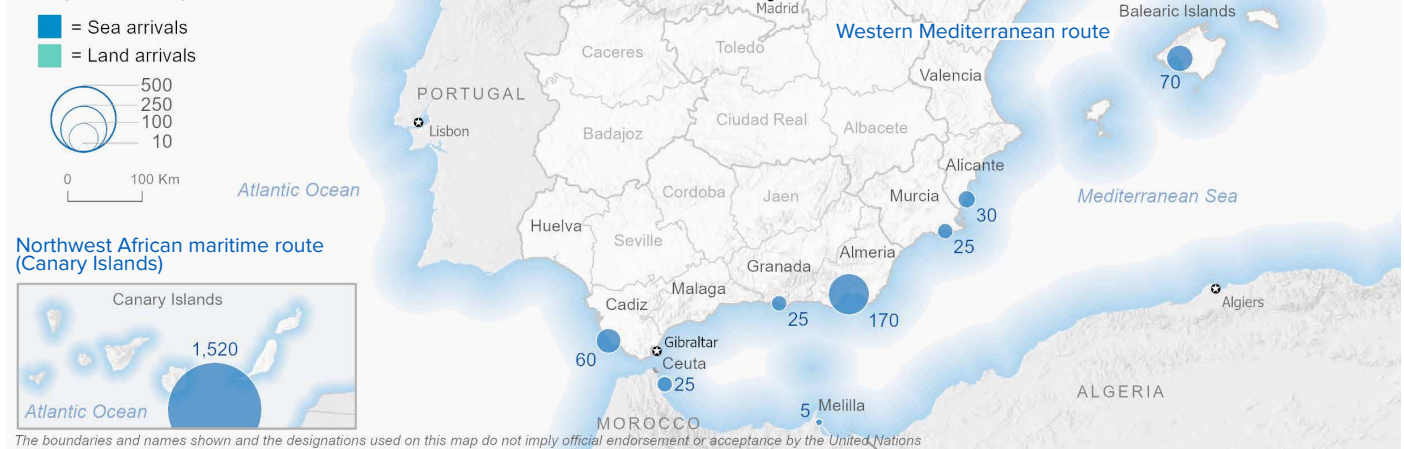 = Sea arrivals
= Land arrivals
500
250
100
10
0 100 Km
Madrid
Western Mediterranean route
Balearic Islands
70
Caceres
Toledo
Valencia
PORTUGAL
Lisbon
Badajoz
Ciudad Real
Albacete
Alicante
Atlantic Ocean
Cordoba
Jaen
Murcia
30
Mediterranean Sea
Huelva
Seville
25
Northwest African maritime route
(Canary Islands)
Almeria
Granada
Malaga
Cadiz
25
170
Algiers
Canary Islands
1,520
Atlantic Ocean
60
Gibraltar
Ceuta
25
5 Melilla
ALGERIA
MOROCCO
The boundaries and names shown and the designations used on this map do not imply official endorsement or acceptance by the United Nations